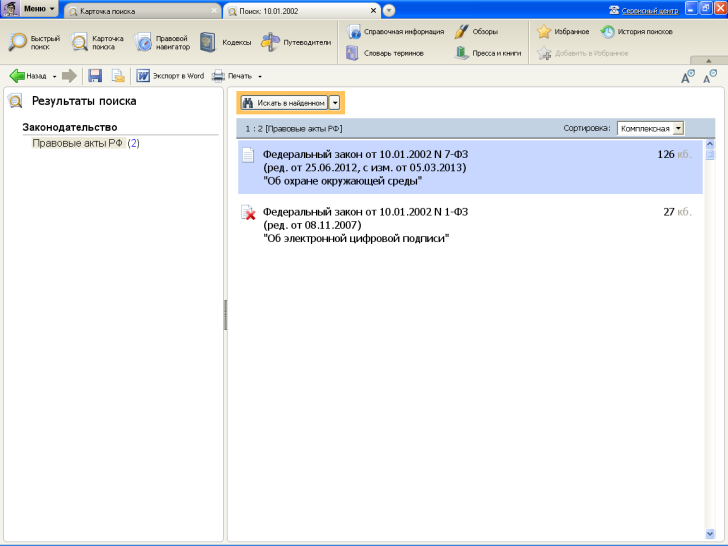 Меню
Карточка поиска
Поиск: 10.01.2002
Сервисный центр
Быстрый поиск
Карточка поиска
Правовой навигатор
Кодексы
Путеводители
Справочная информация
Словарь терминов
Обзоры
Пресса и книги
Избранное
История поисков
Добавить в Избранное
Назад
Экспорт в Word
Печать
Результаты поиска
Законодательство
Правовые акты РФ (2)
Искать в найденном
1 : 2 [Правовые акты РФ]
Сортировка: Комплексная
Федеральный закон от 10.01.2002 N 7-ФЗ 126 кб.
(ред. от 25.06.2012, с изм. от 05.03.2013)
"Об охране окружающей среды"
Федеральный закон от 10.01.2002 N 1-ФЗ 27 кб.
(ред. от 08.11.2007)
"Об электронной цифровой подписи"